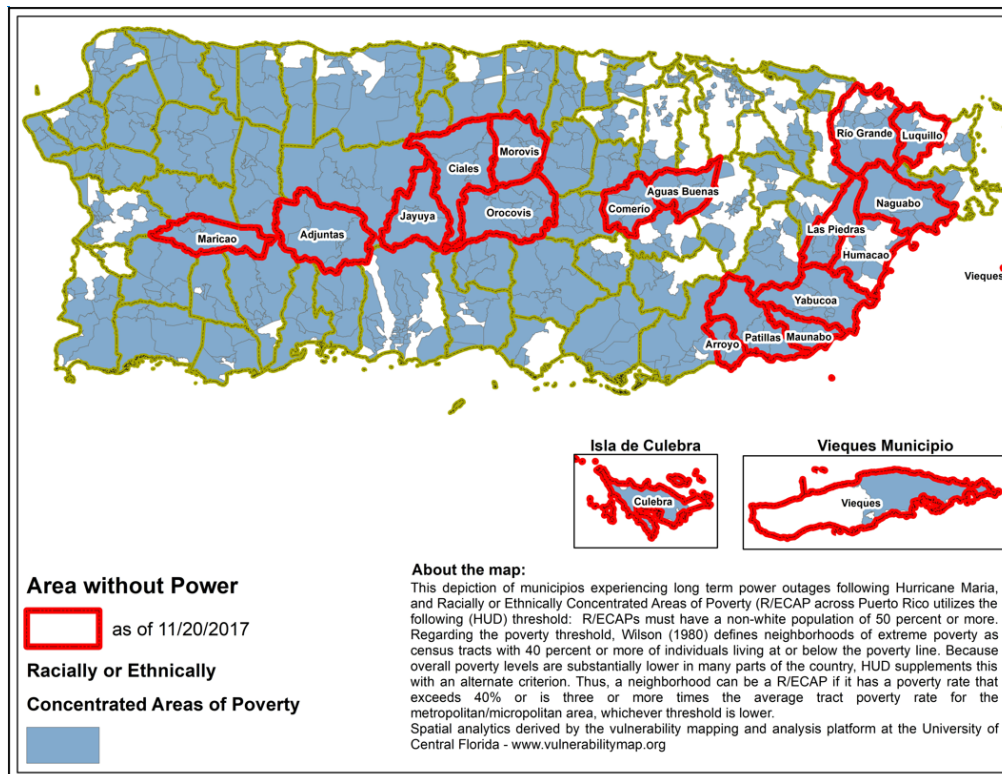 Río Grande
Luquillo
Morovis
Ciales
Aguas Buenas
Naguabo
Comerío
Jayuya
Orocovis
Las Piedras
Maricao
Adjuntas
Humacao
Vieques
Yabucoa
Arroyo
Patillas
Maunabo
Isla de Culebra
Vieques Municipio
Culebra
Vieques
Area without Power
as of 11/20/2017
Racially or Ethnically
Concentrated Areas of Poverty
About the map:
This depiction of municipios experiencing long term power outages following Hurricane Maria,
and Racially or Ethnically Concentrated Areas of Poverty (R/ECAP across Puerto Rico utilizes the
following (HUD) threshold: R/ECAPs must have a non-white population of 50 percent or more.
Regarding the poverty threshold, Wilson (1980) defines neighborhoods of extreme poverty as
census tracts with 40 percent or more of individuals living at or below the poverty line. Because
overall poverty levels are substantially lower in many parts of the country, HUD supplements this
with an alternate criterion. Thus, a neighborhood can be a R/ECAP if it has a poverty rate that
exceeds 40% or is three or more times the average tract poverty rate for the
metropolitan/micropolitan area, whichever threshold is lower.
Spatial analytics derived by the vulnerability mapping and analysis platform at the University of
Central Florida - www.vulnerabilitymap.org